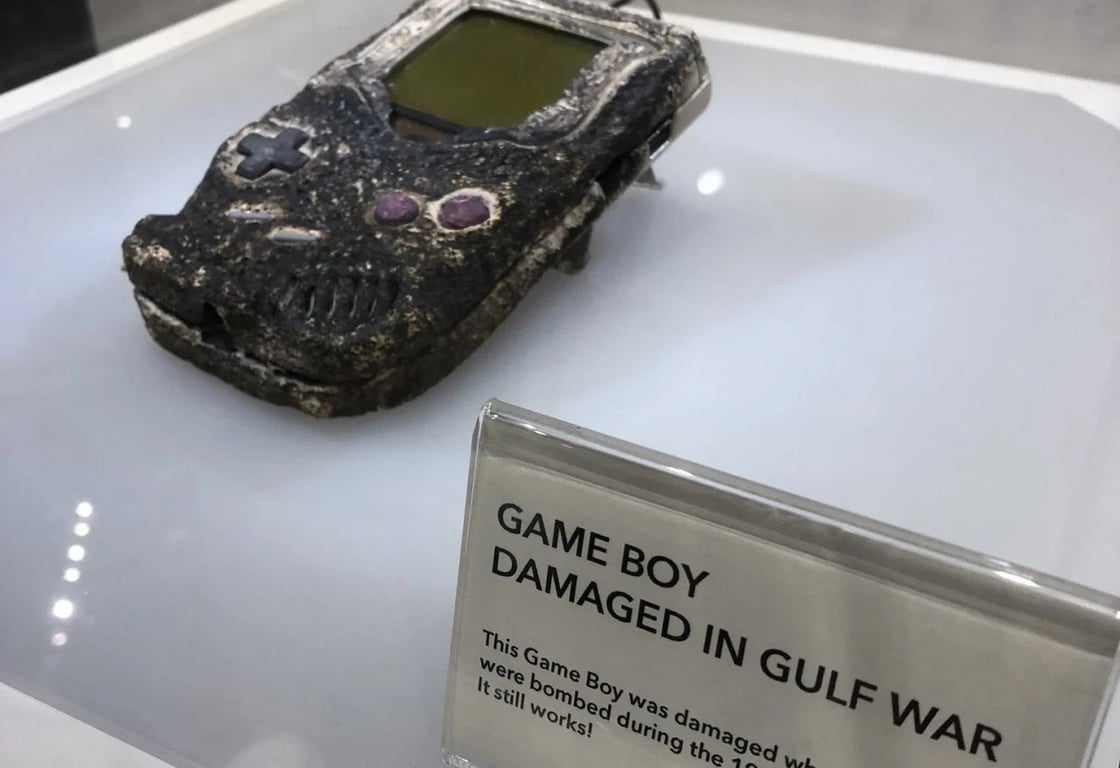 GAME BOY
DAMAGED IN GULF WAR
This Game Boy was damaged
were bombed during the
It still works!